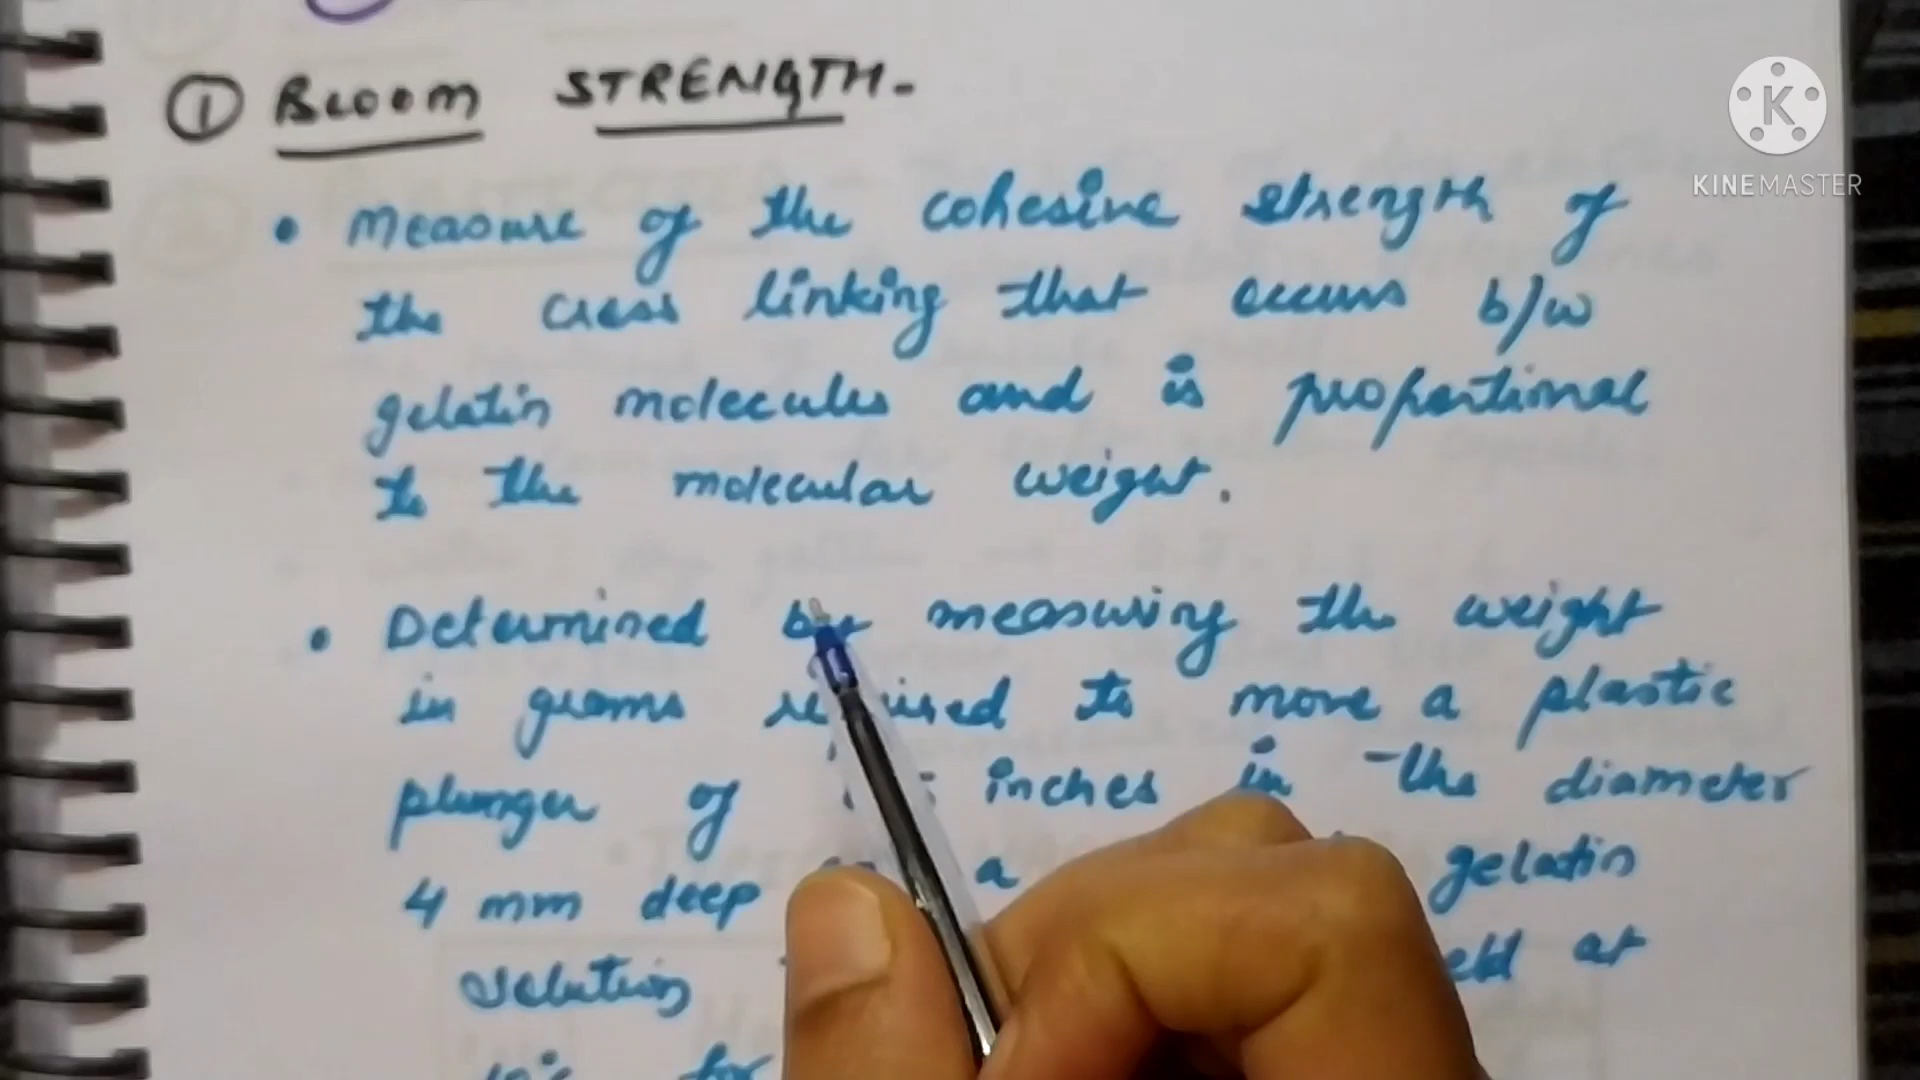 ① BLOOM STRENGTH-
K
KINEMASTER
• Measure of the cohesive strength of
the cross linking that occurs b/w
gelatin molecules and is proportional
to the molecular weight.
• Determined by measuring the weight
in grams to move a plastic
plunger of inches in the diameter
4 mm deep a gelatin
solution at
10°C for